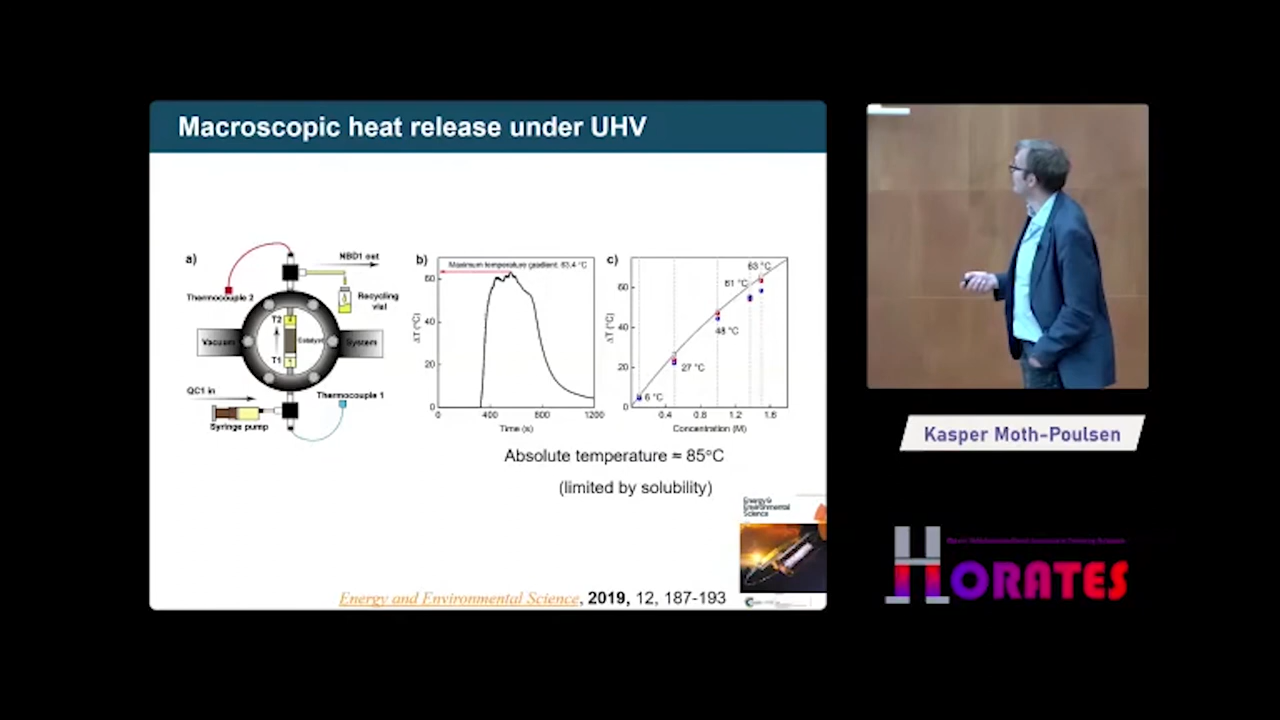 Macroscopic heat release under UHV
a)
NBD1 out
Thermocouple 2
Recycling
vial
T2
Vacuum
Catalyst
System
T1
QC1 in
Thermocouple 1
Syringe pump
b)
Maximum temperature gradient: 63.4 °C
ΔT (°C)
60
40
20
0
0 400 800 1200
Time (s)
c)
63 °C
61 °C
48 °C
27 °C
6 °C
ΔT (°C)
60
40
20
0
0.4 0.8 1.2 1.6
Concentration (M)
Absolute temperature ≈ 85°C
(limited by solubility)
Energy &
Environmental
Science
Energy and Environmental Science, 2019, 12, 187-193
Kasper Moth-Poulsen
HORATES